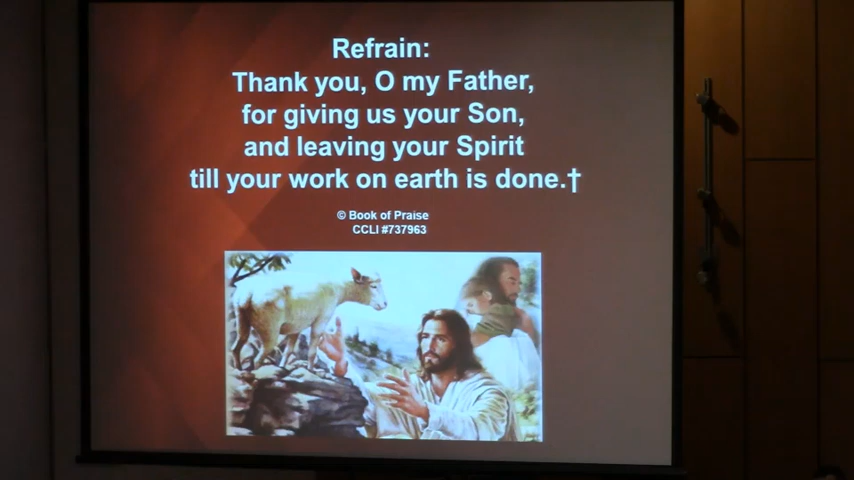 Refrain:
Thank you, O my Father,
for giving us your Son,
and leaving your Spirit
till your work on earth is done.†
© Book of Praise
CCLI #737963